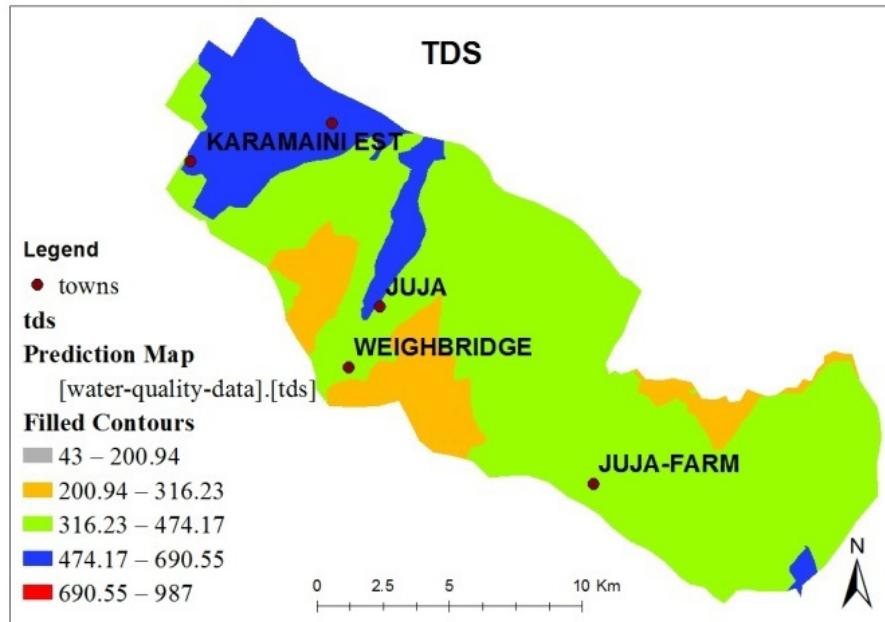 TDS
KARAMAINI EST
JUJA
WEIGHBRIDGE
JUJA-FARM
Legend
towns
tds
Prediction Map
[water-quality-data].[tds]
Filled Contours
43 – 200.94
200.94 – 316.23
316.23 – 474.17
474.17 – 690.55
690.55 – 987
0 2.5 5 10 Km
N